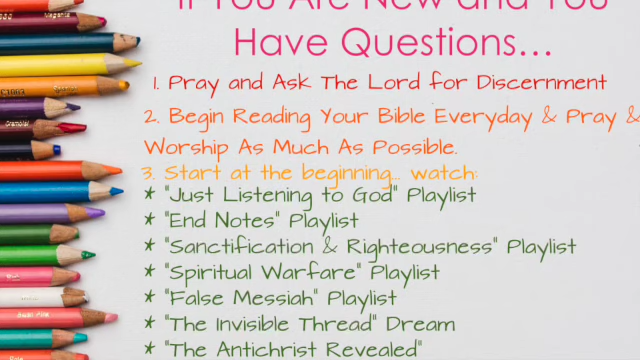 If You Are New and You
Have Questions...
1. Pray and Ask The Lord for Discernment
2. Begin Reading Your Bible Everyday & Pray &
Worship As Much As Possible.
3. Start at the beginning... watch:
* "Just Listening to God" Playlist
* "End Notes" Playlist
* "Sanctification & Righteousness" Playlist
* "Spiritual Warfare" Playlist
* "False Messiah" Playlist
* "The Invisible Thread" Dream
* "The Antichrist Revealed"
Magenta